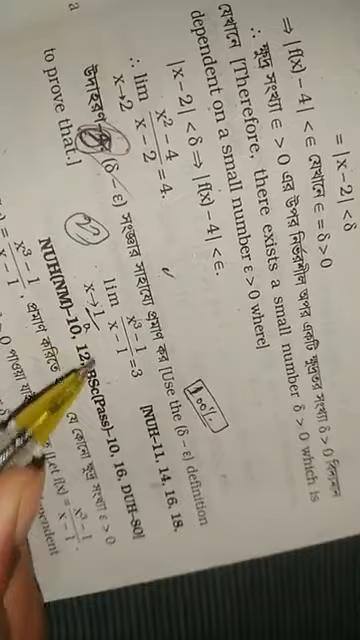 = |x − 2| < δ
⇒ |f(x) − 4| < ϵ যেখানে ϵ = δ > 0
∴ ক্ষুদ্র সংখ্যা ϵ > 0 এর উপর নির্ভরশীল অপর একটি ক্ষুদ্রতর সংখ্যা δ > 0 বিদ্যমান
যেখানে [Therefore, there exists a small number δ > 0 which is
dependent on a small number ϵ > 0 where]
|x − 2| < δ ⇒ |f(x) − 4| < ϵ.
∴ lim x→2 (x² − 4)/(x − 2) = 4.
উদাহরণ (δ − ε) সংজ্ঞার সাহায্যে প্রমাণ কর [Use the (δ − ε) definition
to prove that.]
100%
22
lim x→1 (x³ − 1)/(x − 1) = 3
[NUH-11, 14, 16, 18,
NUH(NM)-10, 12, BSc(Pass)-10, 16, DUH-80]
x³ − 1 / x − 1, প্রমাণ করিতে
যে কোনো ক্ষুদ্র সংখ্যা ε > 0
[Let f(x) = (x³ − 1)/(x − 1).
a